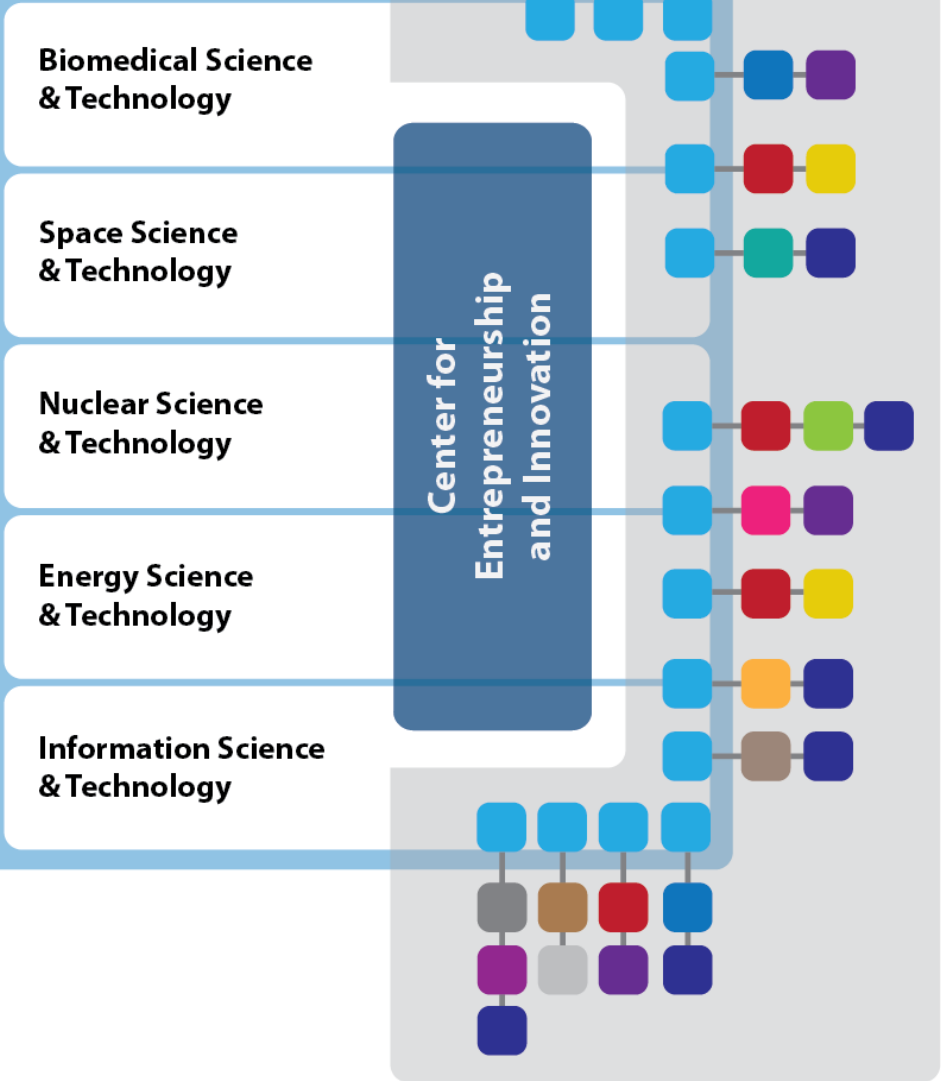 Biomedical Science
& Technology
Space Science
& Technology
Nuclear Science
& Technology
Energy Science
& Technology
Information Science
& Technology
Center for
Entrepreneurship
and Innovation